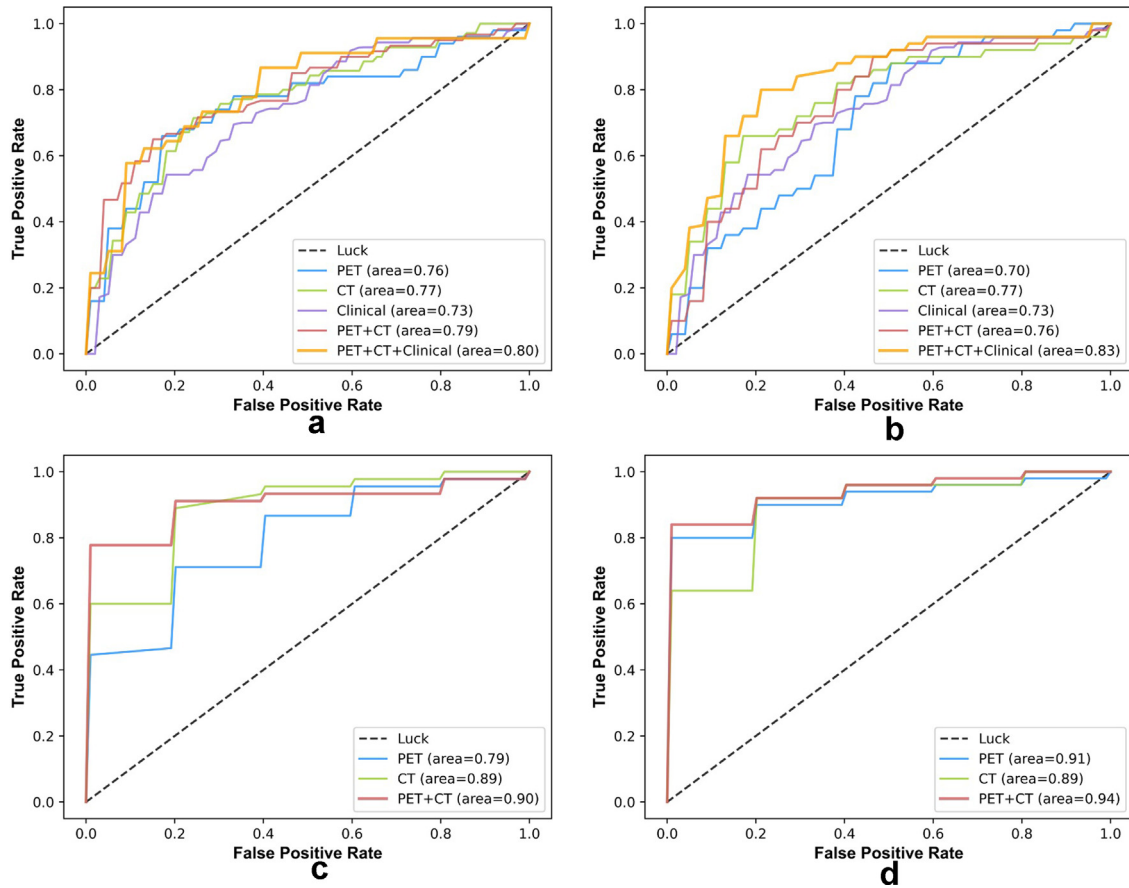 1.0
0.8
0.6
0.4
0.2
0.0
True Positive Rate
Luck
PET (area=0.76)
CT (area=0.77)
Clinical (area=0.73)
PET+CT (area=0.79)
PET+CT+Clinical (area=0.80)
0.0 0.2 0.4 0.6 0.8 1.0
False Positive Rate
a
1.0
0.8
0.6
0.4
0.2
0.0
True Positive Rate
Luck
PET (area=0.70)
CT (area=0.77)
Clinical (area=0.73)
PET+CT (area=0.76)
PET+CT+Clinical (area=0.83)
0.0 0.2 0.4 0.6 0.8 1.0
False Positive Rate
b
1.0
0.8
0.6
0.4
0.2
0.0
True Positive Rate
Luck
PET (area=0.79)
CT (area=0.89)
PET+CT (area=0.90)
0.0 0.2 0.4 0.6 0.8 1.0
False Positive Rate
c
1.0
0.8
0.6
0.4
0.2
0.0
True Positive Rate
Luck
PET (area=0.91)
CT (area=0.89)
PET+CT (area=0.94)
0.0 0.2 0.4 0.6 0.8 1.0
False Positive Rate
d